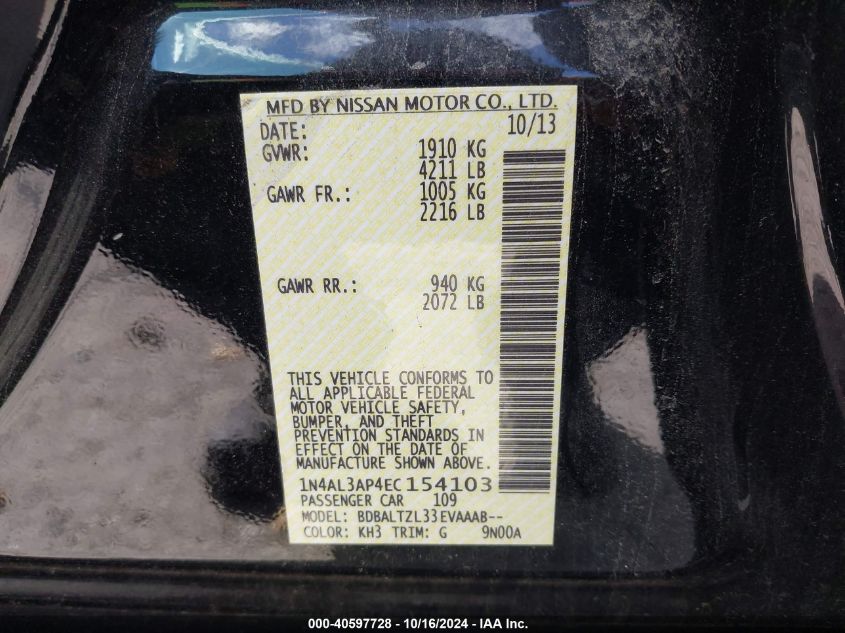 MFD BY NISSAN MOTOR CO., LTD.
DATE: 10/13
GVWR: 1910 KG
4211 LB
GAWR FR.: 1005 KG
2216 LB
GAWR RR.: 940 KG
2072 LB
THIS VEHICLE CONFORMS TO
ALL APPLICABLE FEDERAL
MOTOR VEHICLE SAFETY,
BUMPER, AND THEFT
PREVENTION STANDARDS IN
EFFECT ON THE DATE OF
MANUFACTURE SHOWN ABOVE.
1N4AL3AP4EC154103
PASSENGER CAR 109
MODEL: BDBALTZL33EVAAAB--
COLOR: KH3 TRIM: G 9N00A
000-40597728 - 10/16/2024 - IAA Inc.